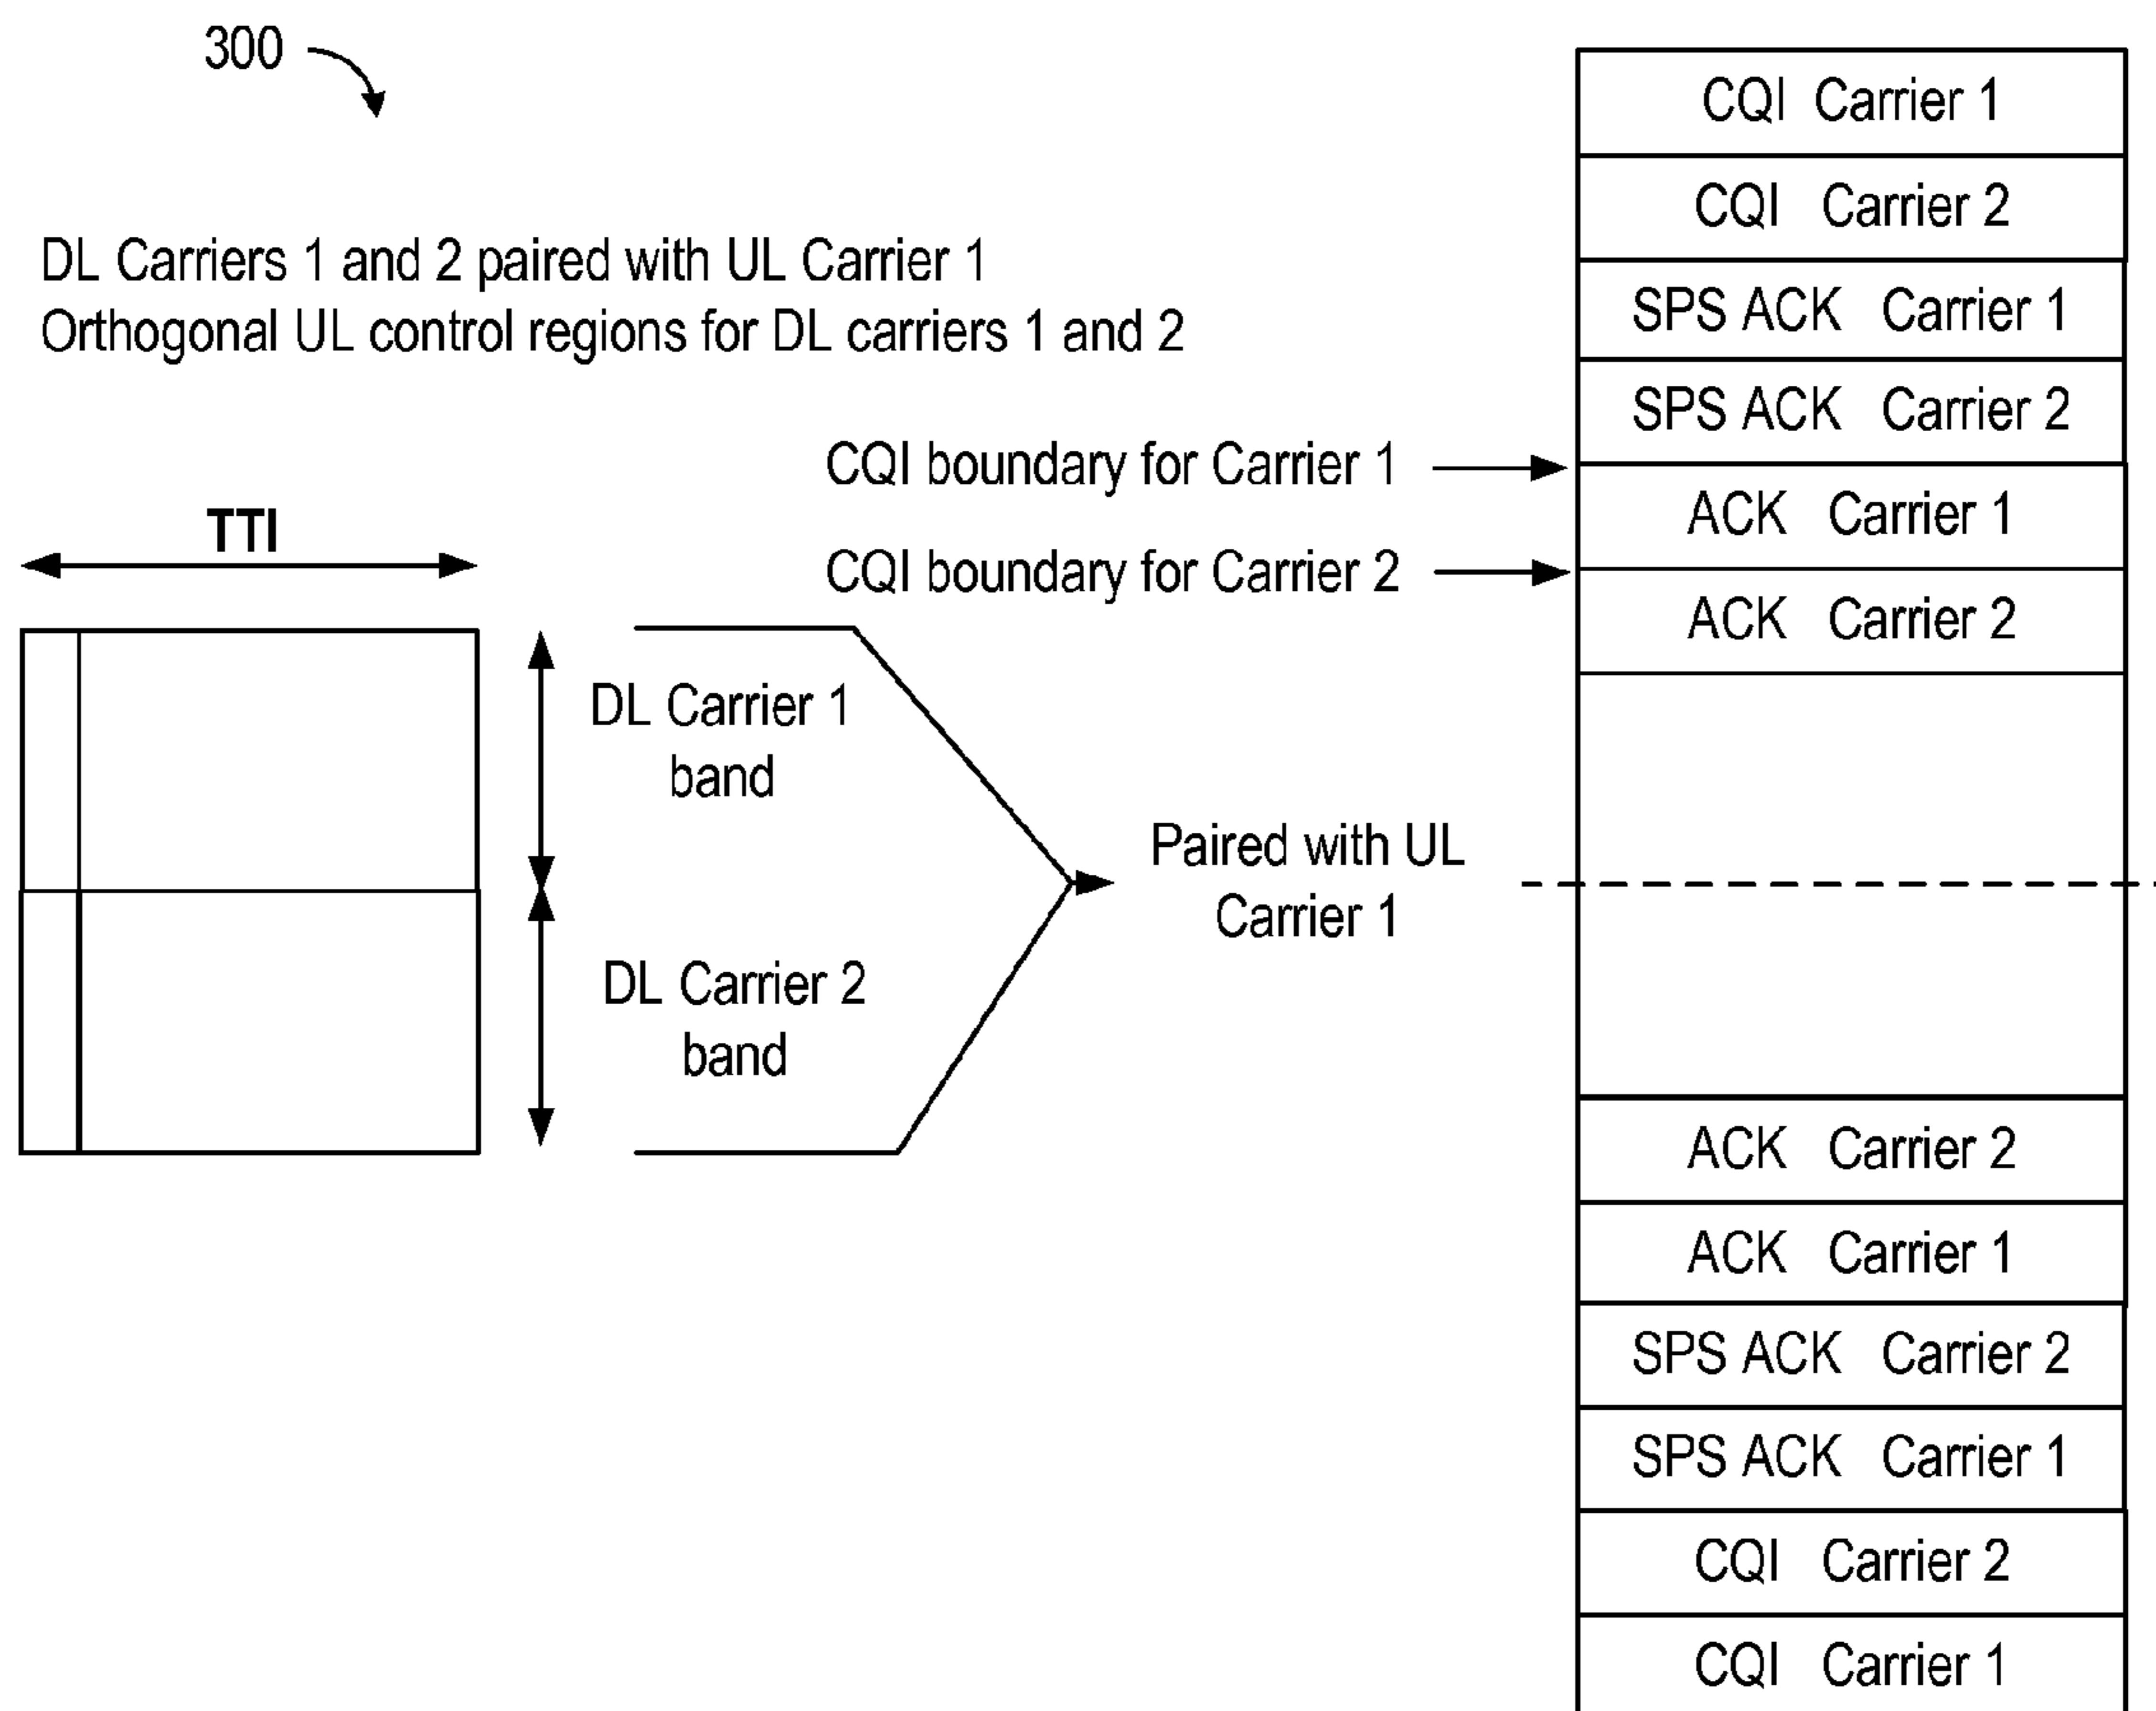 300
DL Carriers 1 and 2 paired with UL Carrier 1
Orthogonal UL control regions for DL carriers 1 and 2
CQI boundary for Carrier 1
TTI
CQI boundary for Carrier 2
DL Carrier 1
band
Paired with UL
Carrier 1
DL Carrier 2
band
CQI Carrier 1
CQI Carrier 2
SPS ACK Carrier 1
SPS ACK Carrier 2
ACK Carrier 1
ACK Carrier 2
ACK Carrier 2
ACK Carrier 1
SPS ACK Carrier 2
SPS ACK Carrier 1
CQI Carrier 2
CQI Carrier 1